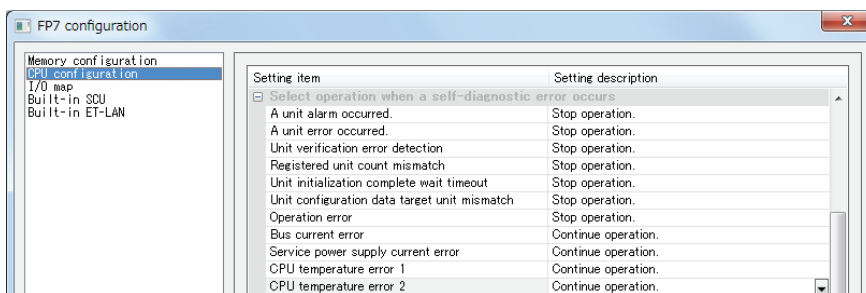 FP7 configuration
x
Memory configuration
CPU configuration
I/O map
Built-in SCU
Built-in ET-LAN
Setting item Setting description
Select operation when a self-diagnostic error occurs
A unit alarm occurred. Stop operation.
A unit error occurred. Stop operation.
Unit verification error detection Stop operation.
Registered unit count mismatch Stop operation.
Unit initialization complete wait timeout Stop operation.
Unit configuration data target unit mismatch Stop operation.
Operation error Stop operation.
Bus current error Continue operation.
Service power supply current error Continue operation.
CPU temperature error 1 Continue operation.
CPU temperature error 2 Continue operation.